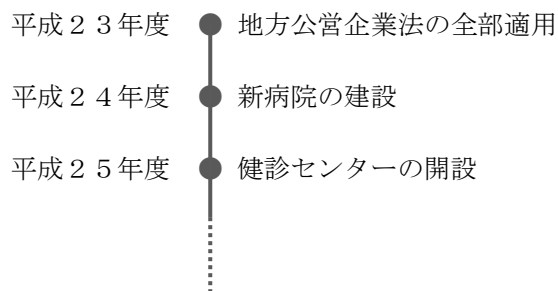 平成２３年度 地方公営企業法の全部適用
平成２４年度 新病院の建設
平成２５年度 健診センターの開設